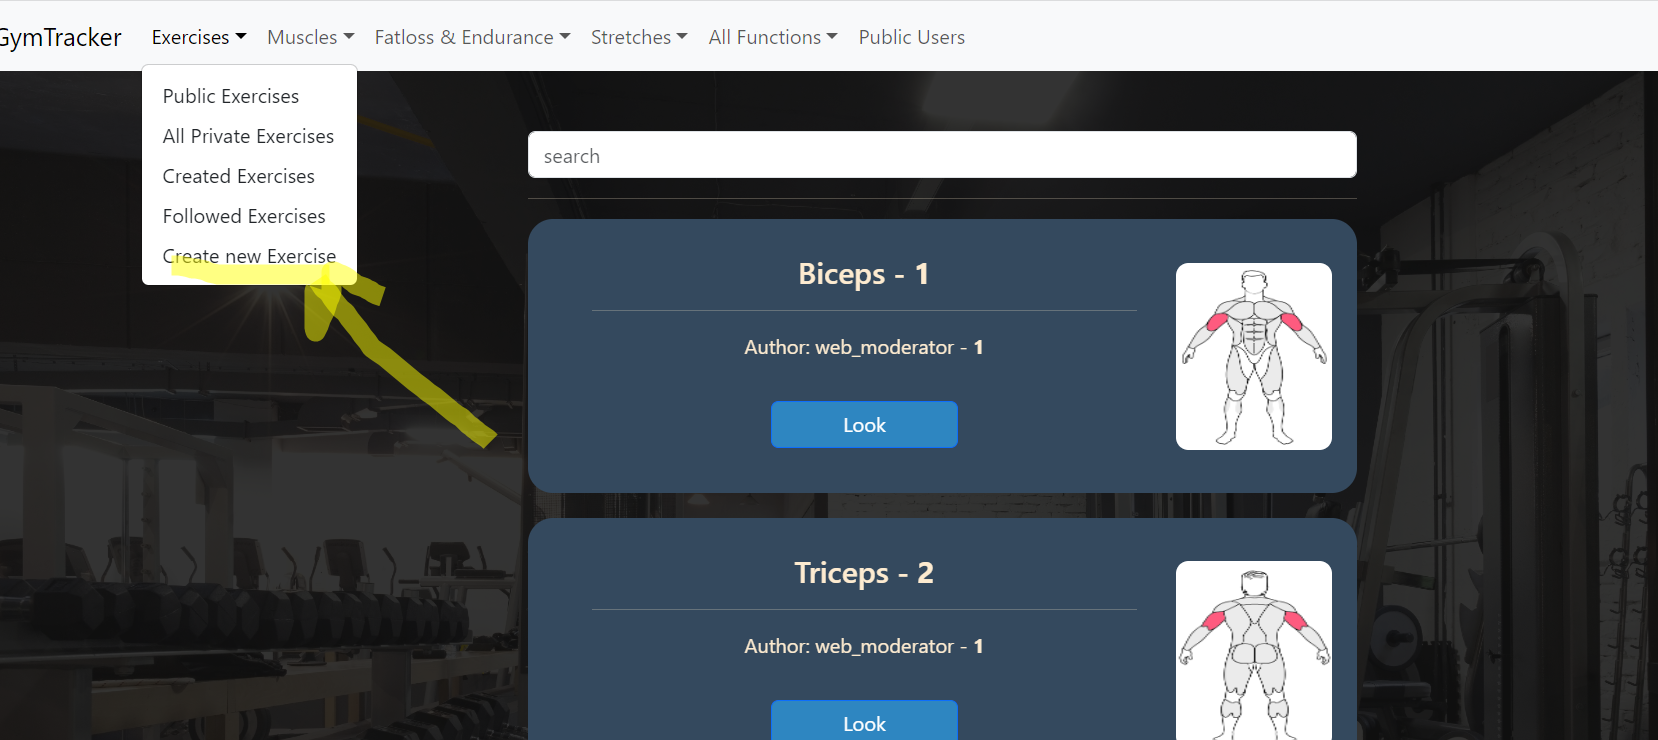 GymTracker Exercises Muscles Fatloss & Endurance Stretches All Functions Public Users
Public Exercises
All Private Exercises
Created Exercises
Followed Exercises
Create new Exercise
search
Biceps - 1
Author: web_moderator - 1
Look
Triceps - 2
Author: web_moderator - 1
Look